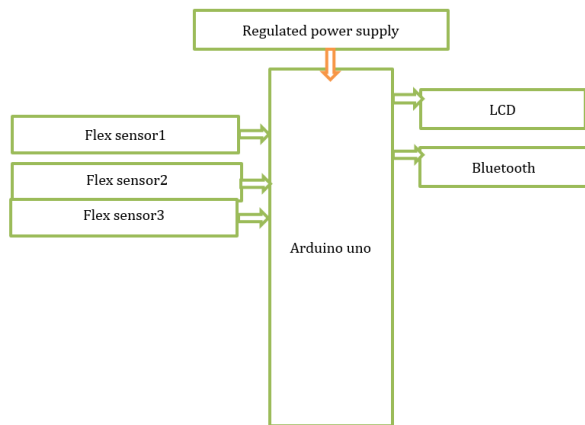 Regulated power supply
LCD
Flex sensor1
Bluetooth
Flex sensor2
Flex sensor3
Arduino uno